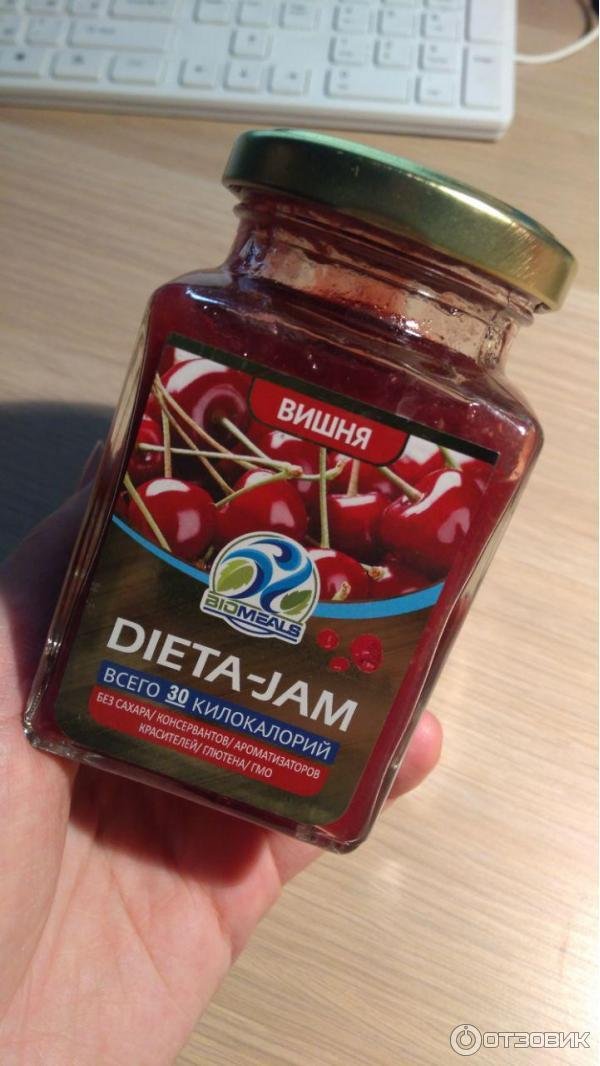 ВИШНЯ
BIOMEALS
DIETA-JAM
ВСЕГО 30 КИЛОКАЛОРИЙ
БЕЗ САХАРА/ КОНСЕРВАНТОВ/ АРОМАТИЗАТОРОВ
КРАСИТЕЛЕЙ/ ГЛЮТЕНА/ ГМО
ОТЗОВИК